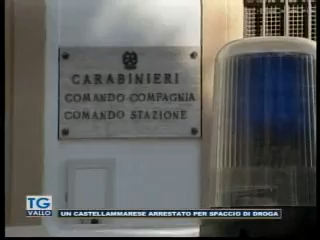 CARABINIERI
COMANDO COMPAGNIA
COMANDO STAZIONE
TG
VALLO
UN CASTELLAMMARESE ARRESTATO PER SPACCIO DI DROGA